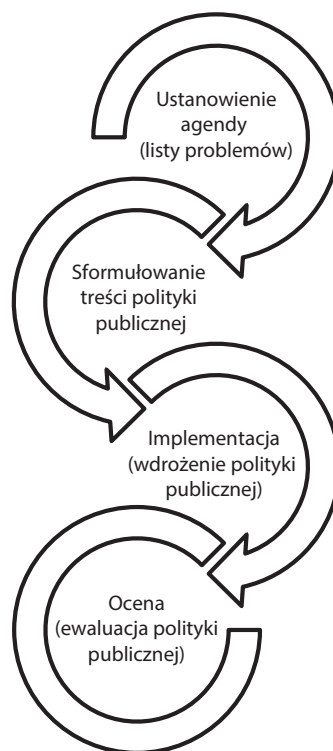 Ustanowienie
agendy
(listy problemów)
Sformułowanie
treści polityki
publicznej
Implementacja
(wdrożenie polityki
publicznej)
Ocena
(ewaluacja polityki
publicznej)